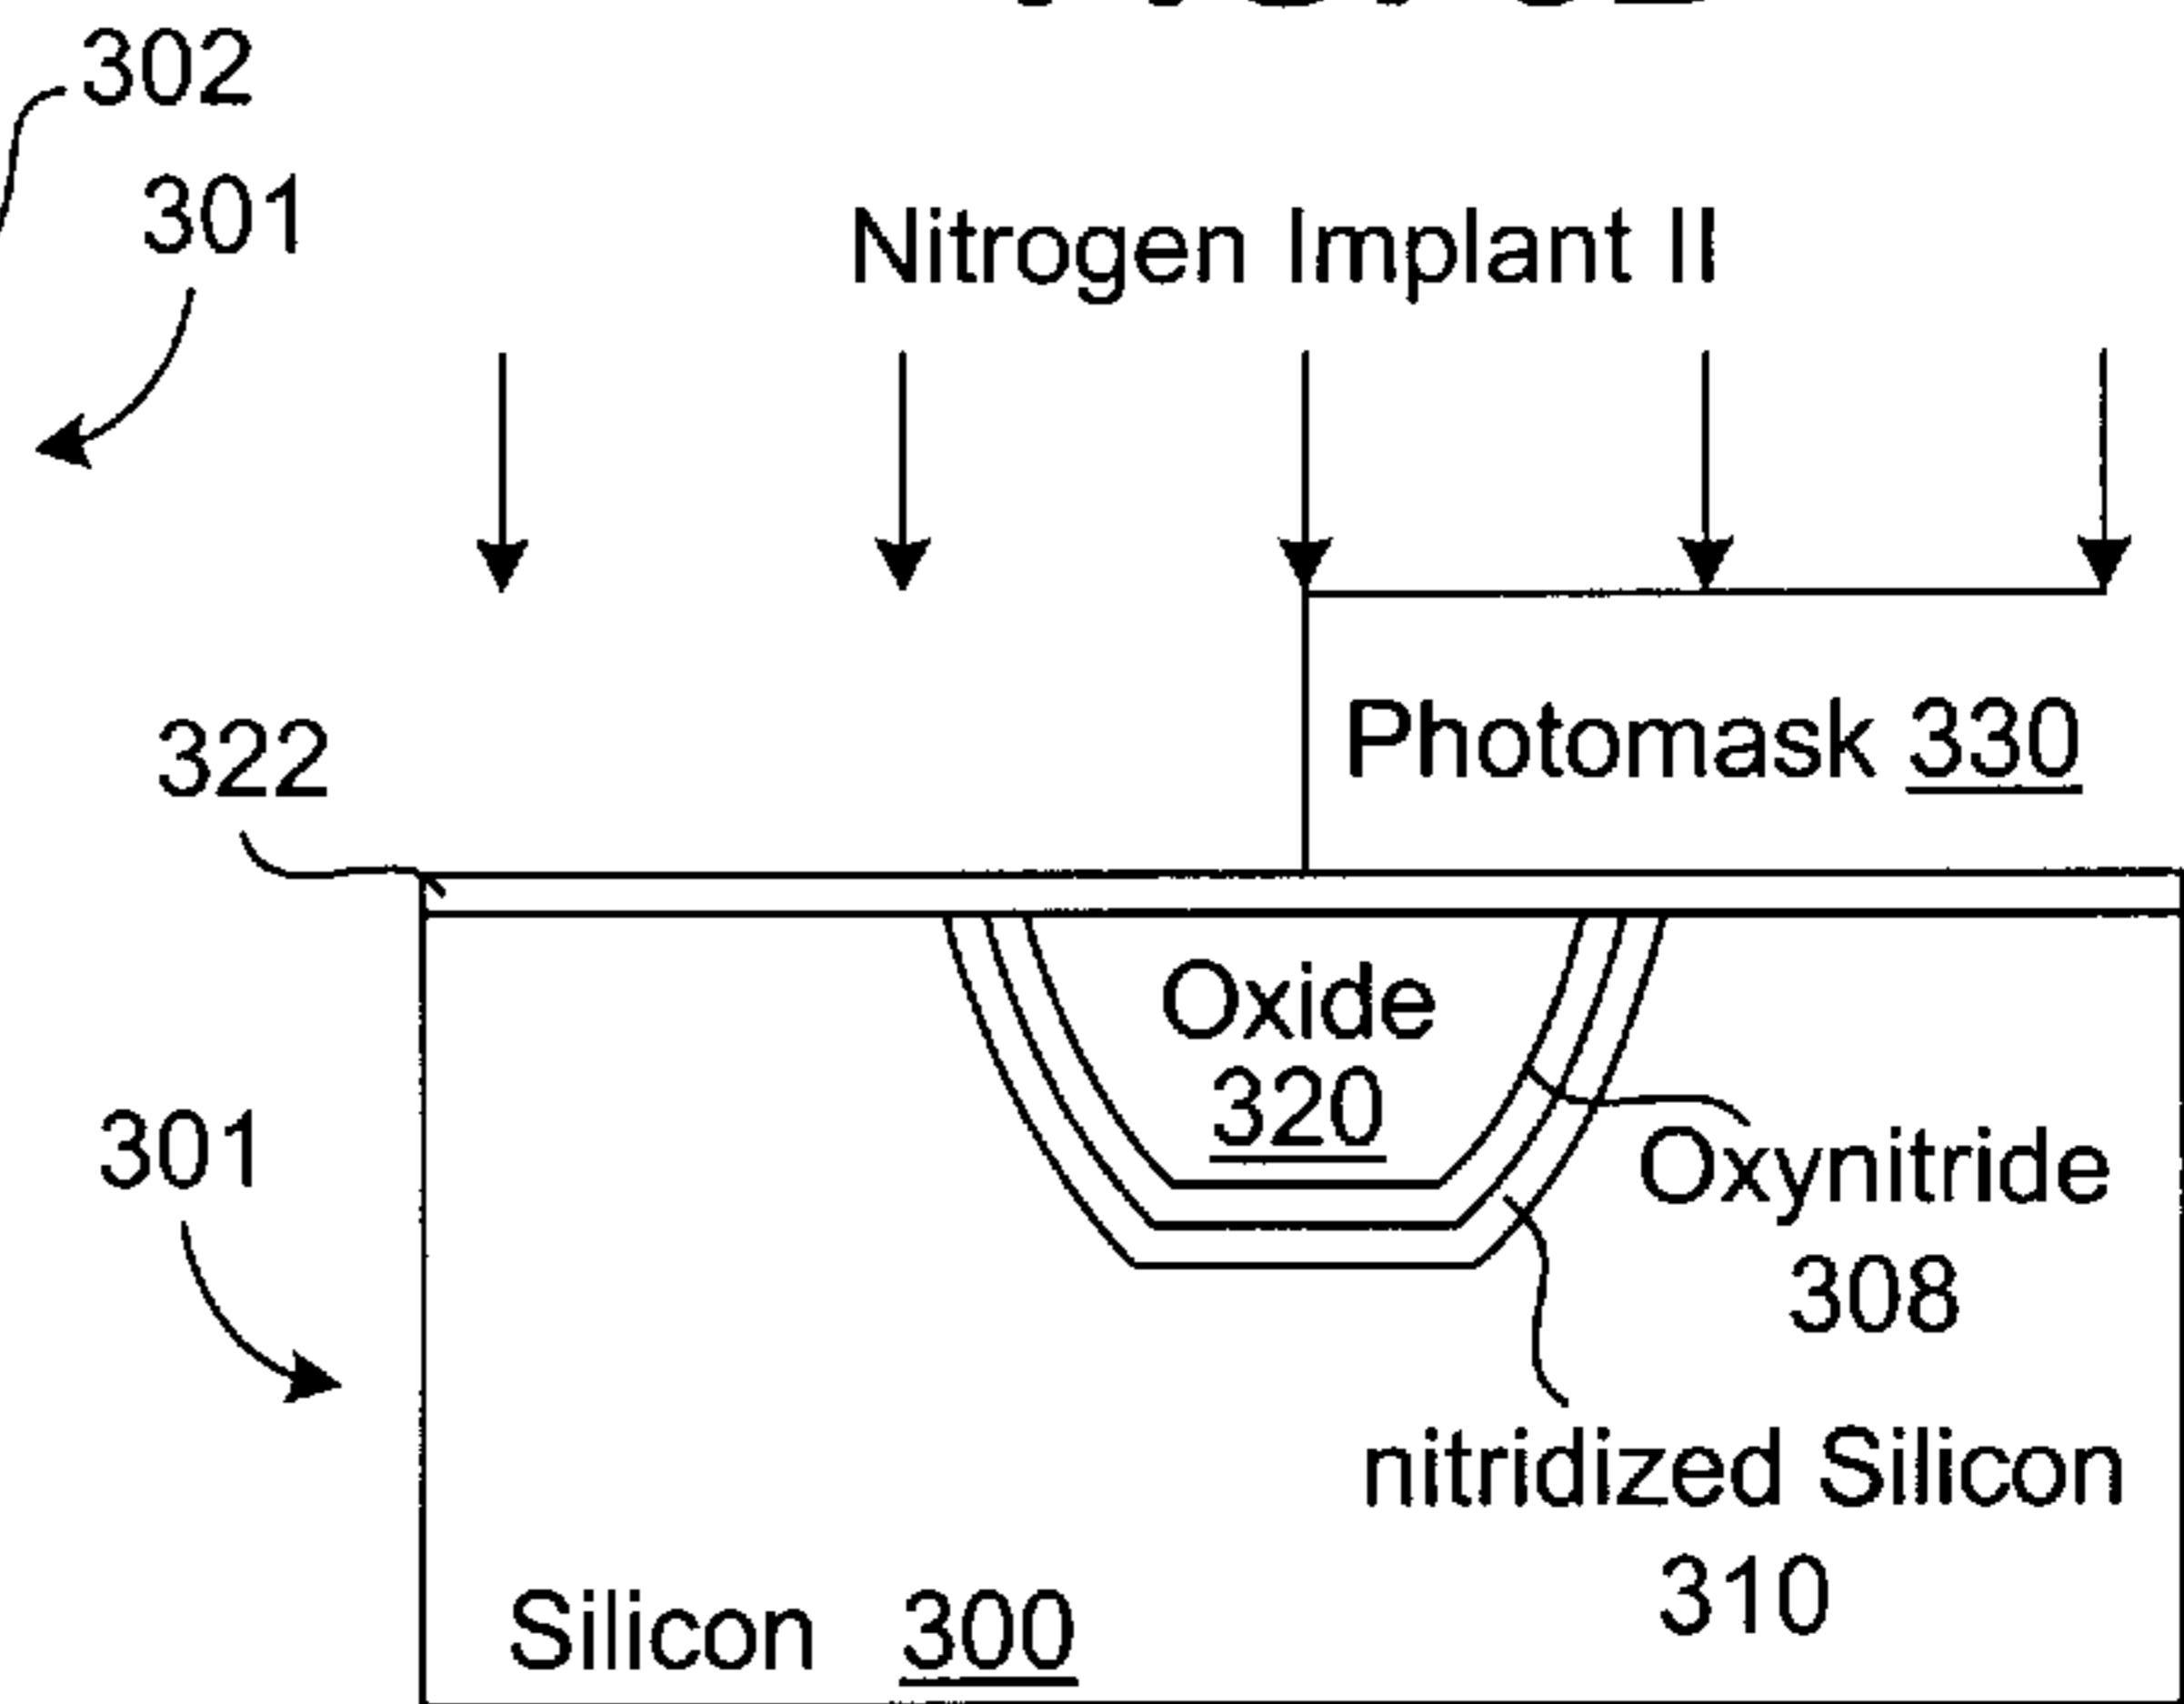 302
301
Nitrogen Implant II
Photomask 330
322
Oxide
320
301
Oxynitride
308
nitridized Silicon
310
Silicon 300